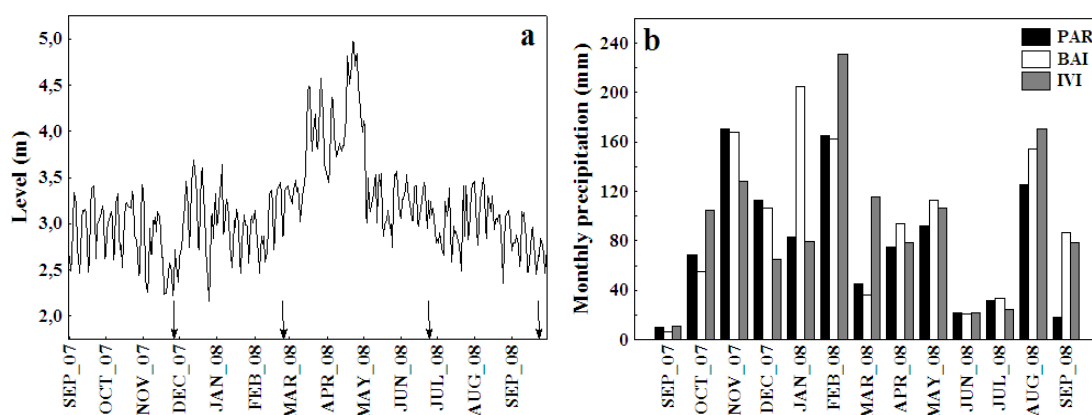 a
Level (m)
5,0
4,5
4,0
3,5
3,0
2,5
2,0
SEP_07
OCT_07
NOV_07
DEC_07
JAN_08
FEB_08
MAR_08
APR_08
MAY_08
JUN_08
JUL_08
AUG_08
SEP_08
b
Monthly precipitation (mm)
240
200
160
120
80
40
0
PAR
BAI
IVI
SEP_07
OCT_07
NOV_07
DEC_07
JAN_08
FEB_08
MAR_08
APR_08
MAY_08
JUN_08
JUL_08
AUG_08
SEP_08